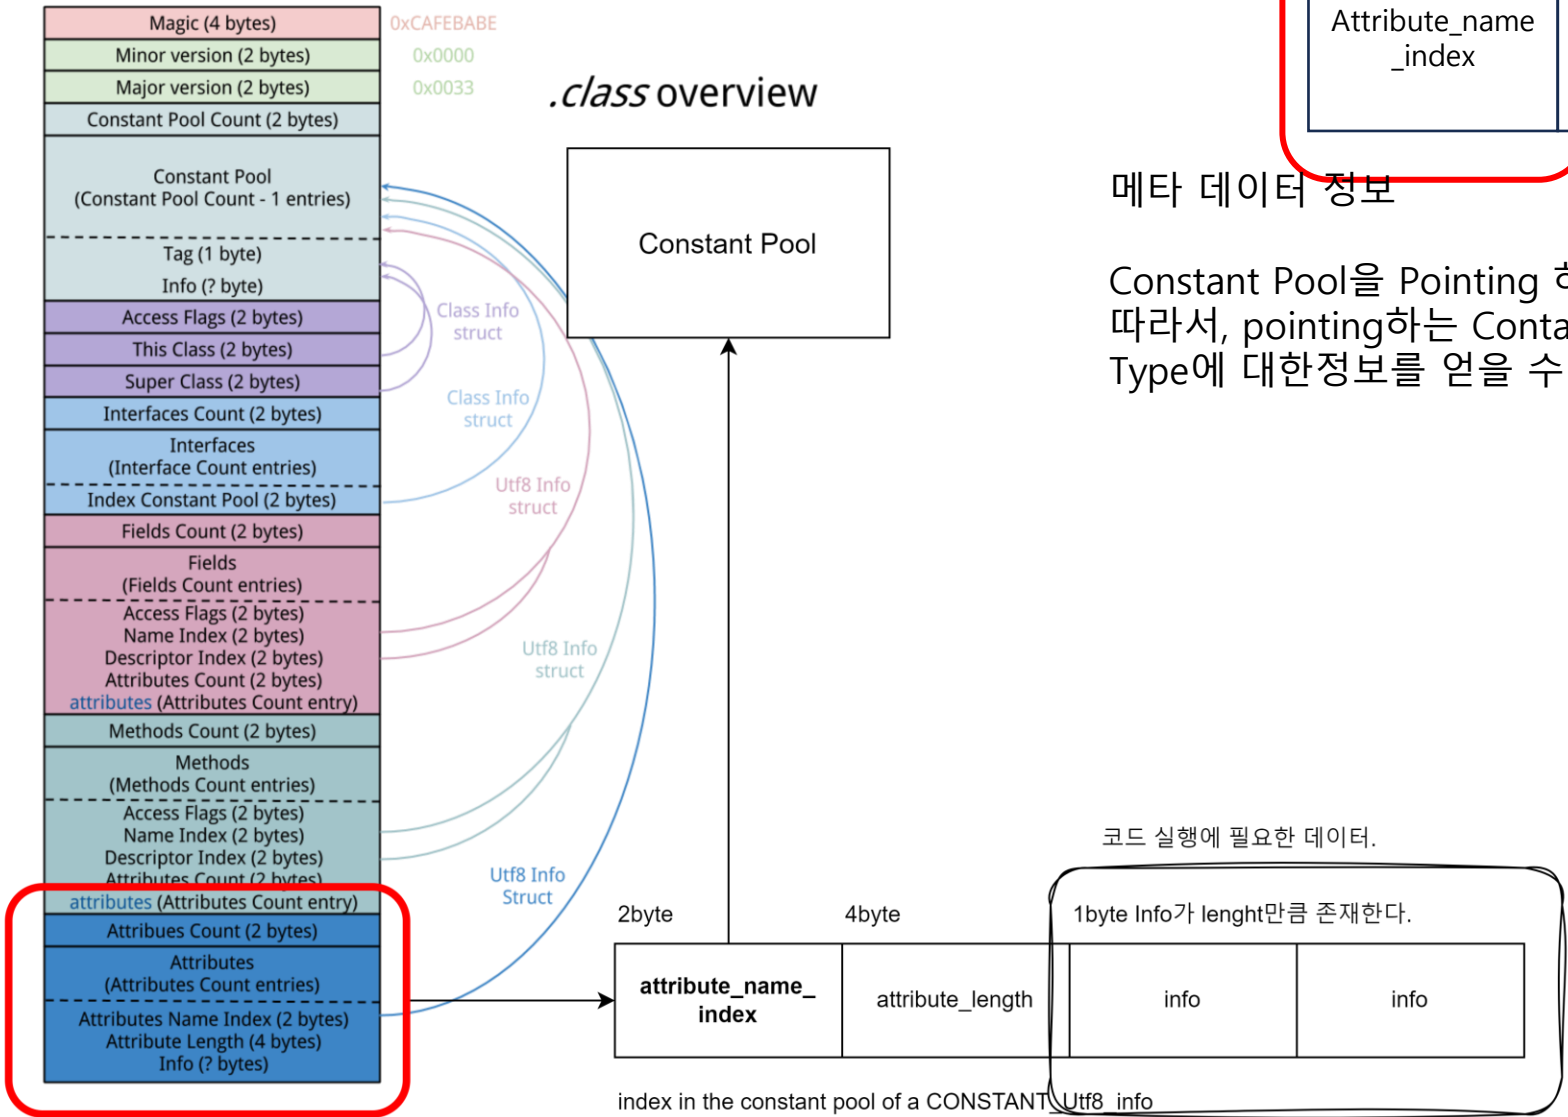 Magic (4 bytes)
0xCAFEBABE
Minor version (2 bytes)
0x0000
Major version (2 bytes)
0x0033
Constant Pool Count (2 bytes)
Constant Pool
(Constant Pool Count - 1 entries)
Tag (1 byte)
Info (? byte)
Access Flags (2 bytes)
This Class (2 bytes)
Super Class (2 bytes)
Interfaces Count (2 bytes)
Interfaces
(Interface Count entries)
Index Constant Pool (2 bytes)
Fields Count (2 bytes)
Fields
(Fields Count entries)
Access Flags (2 bytes)
Name Index (2 bytes)
Descriptor Index (2 bytes)
Attributes Count (2 bytes)
attributes (Attributes Count entry)
Methods Count (2 bytes)
Methods
(Methods Count entries)
Access Flags (2 bytes)
Name Index (2 bytes)
Descriptor Index (2 bytes)
Attributes Count (2 bytes)
attributes (Attributes Count entry)
Attribues Count (2 bytes)
Attributes
(Attributes Count entries)
Attributes Name Index (2 bytes)
Attribute Length (4 bytes)
Info (? bytes)
Class Info
struct
Class Info
struct
Utf8 Info
struct
Utf8 Info
struct
Utf8 Info
Struct
.class overview
Constant Pool
Attribute_name
_index
메타 데이터 정보
Constant Pool을 Pointing
따라서, pointing하는
Type에 대한정보를 얻을 수
코드 실행에 필요한 데이터.
2byte
4byte
1byte Info가 lenght만큼 존재한다.
attribute_name_
index
attribute_length
info
info
index in the constant pool of a CONSTANT_Utf8_info